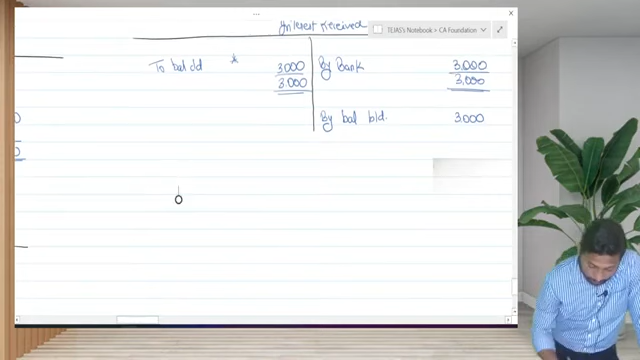 Interest Received
TEJAS's Notebook > CA Foundation
To bal c/d 3,000 By Bank 3,000
3,000 3,000
By bal b/d. 3,000